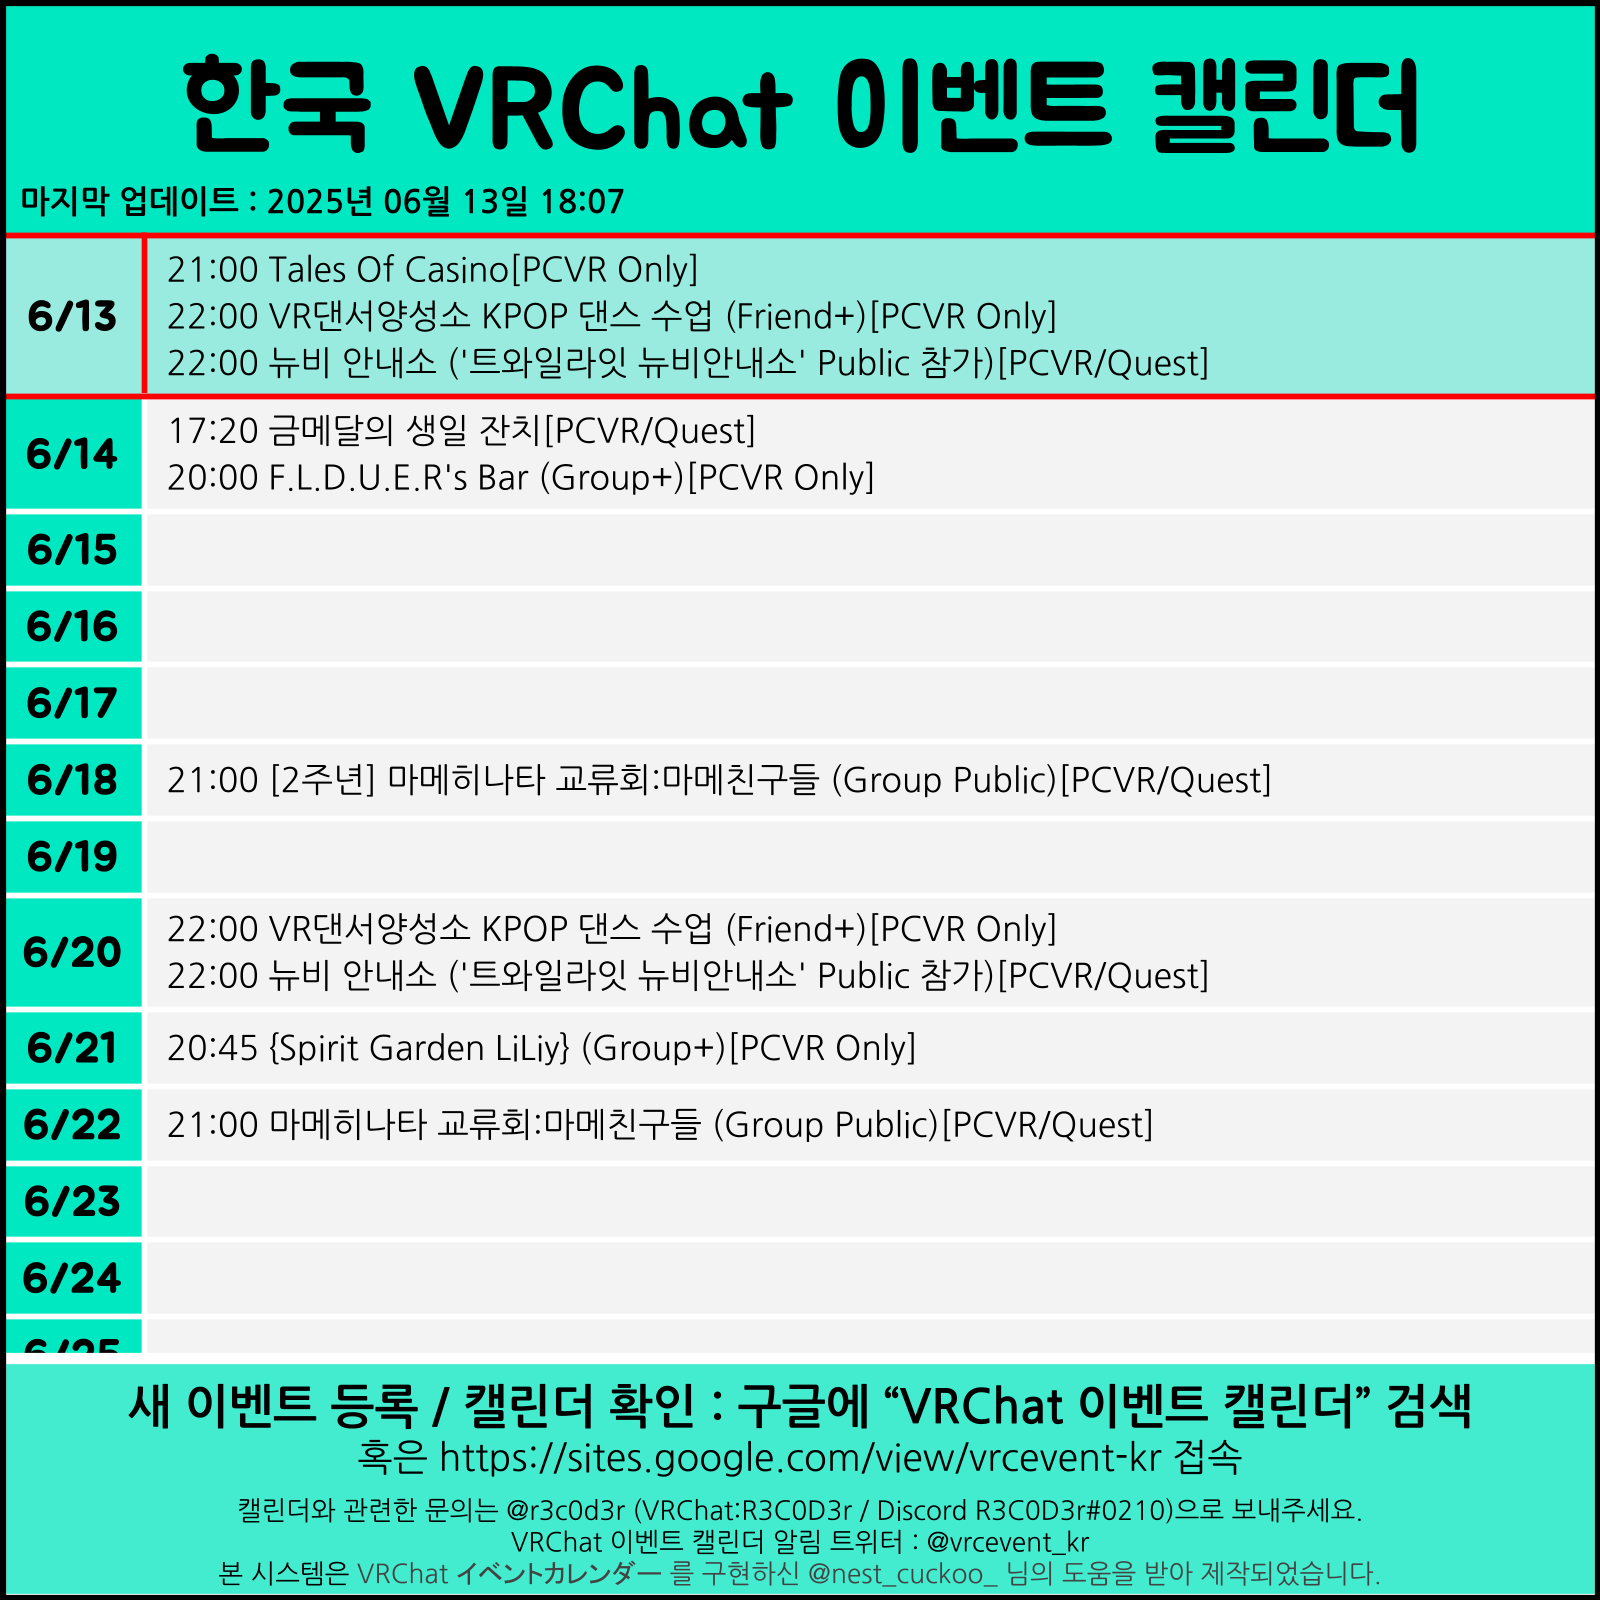 한국 VRChat 이벤트 캘린더
마지막 업데이트 : 2025년 06월 13일 18:07
6/13
21:00 Tales Of Casino[PCVR Only]
22:00 VR댄서양성소 KPOP 댄스 수업 (Friend+)[PCVR Only]
22:00 뉴비 안내소 ('트와일라잇 뉴비안내소' Public 참가)[PCVR/Quest]
6/14
17:20 금메달의 생일 잔치[PCVR/Quest]
20:00 F.L.D.U.E.R's Bar (Group+)[PCVR Only]
6/15
6/16
6/17
6/18
21:00 [2주년] 마메히나타 교류회:마메친구들 (Group Public)[PCVR/Quest]
6/19
6/20
22:00 VR댄서양성소 KPOP 댄스 수업 (Friend+)[PCVR Only]
22:00 뉴비 안내소 ('트와일라잇 뉴비안내소' Public 참가)[PCVR/Quest]
6/21
20:45 {Spirit Garden LiLiy} (Group+)[PCVR Only]
6/22
21:00 마메히나타 교류회:마메친구들 (Group Public)[PCVR/Quest]
6/23
6/24
6/25
새 이벤트 등록 / 캘린더 확인 : 구글에 “VRChat 이벤트 캘린더” 검색
혹은 https://sites.google.com/view/vrcevent-kr 접속
캘린더와 관련한 문의는 @r3c0d3r (VRChat:R3C0D3r / Discord R3C0D3r#0210)으로 보내주세요.
VRChat 이벤트 캘린더 알림 트위터 : @vrcevent_kr
본 시스템은 VRChat イベントカレンダー 를 구현하신 @nest_cuckoo_ 님의 도움을 받아 제작되었습니다.